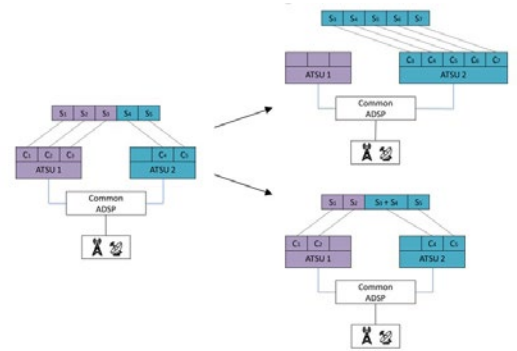 S₃ S₄ S₅ S₆ S₇
C₃ C₄ C₅ C₆ C₇
ATSU 1
ATSU 2
Common
ADSP
S₁ S₂ S₃ S₄ S₅
C₁ C₂ C₃
C₄ C₅
ATSU 1
ATSU 2
Common
ADSP
S₁ S₂ S₃ + S₄ S₅
C₁ C₂
C₄ C₅
ATSU 1
ATSU 2
Common
ADSP